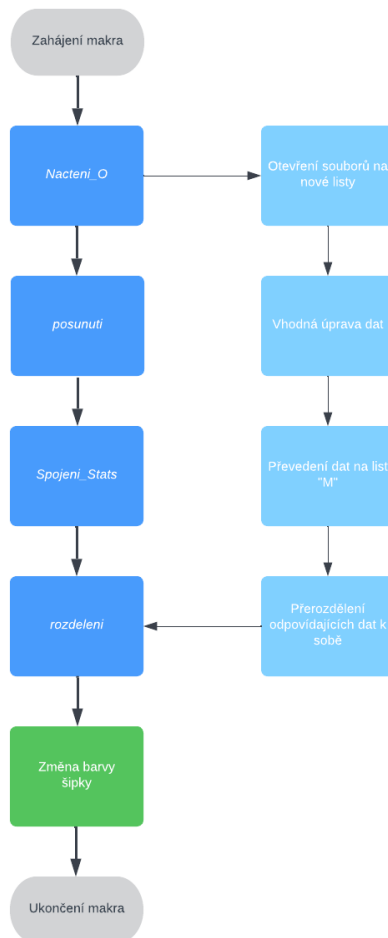 Zahájení makra
Nacteni_O
Otevření souborů na
nové listy
posunuti
Vhodná úprava dat
Spojeni_Stats
Převedení dat na list
"M"
rozdeleni
Přerozdělení
odpovídajících dat k
sobě
Změna barvy
šipky
Ukončení makra